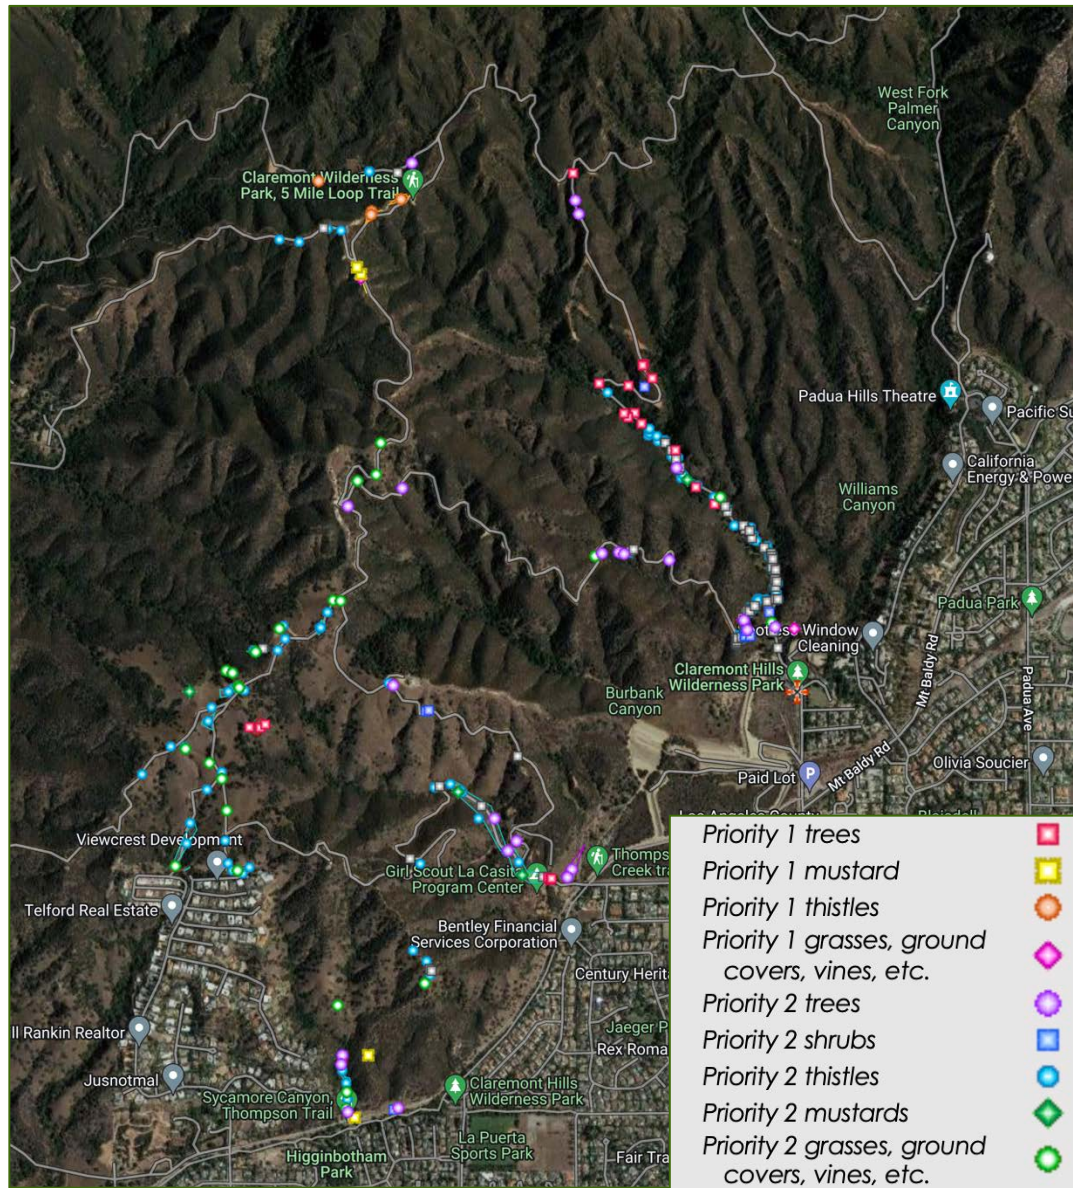 West Fork
Palmer
Canyon
Claremont Wilderness
Park, 5 Mile Loop Trail
Padua Hills Theatre
Pacific Su
California
Energy & Powe
Williams
Canyon
Padua Park
Window
Cleaning
Mt Baldy Rd
Padua Ave
Claremont Hills
Wilderness Park
Burbank
Canyon
Olivia Soucier
Paid Lot
Mt Baldy Rd
Los Angeles County
Blaisdell
Viewcrest Development
Girl Scout La Casita
Program Center
Thomps
Creek tra
Telford Real Estate
Bentley Financial
Services Corporation
Century Herita
ll Rankin Realtor
Jaeger P
Rex Roma
Jusnotmal
Sycamore Canyon,
Thompson Trail
Claremont Hills
Wilderness Park
La Puerta
Sports Park
Higginbotham
Park
Fair Tra
Priority 1 trees
Priority 1 mustard
Priority 1 thistles
Priority 1 grasses, ground
covers, vines, etc.
Priority 2 trees
Priority 2 shrubs
Priority 2 thistles
Priority 2 mustards
Priority 2 grasses, ground
covers, vines, etc.